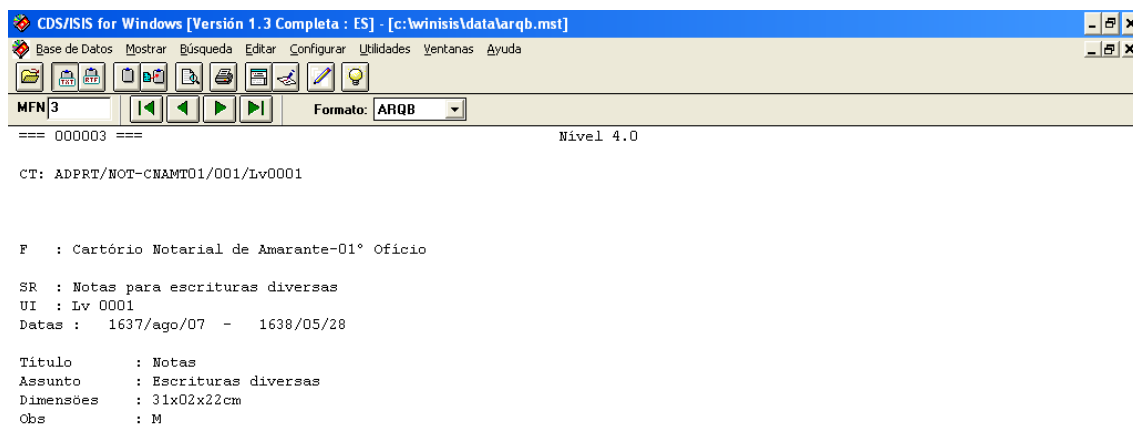 CDS/ISIS for Windows [Versión 1.3 Completa : ES] - [c:\winisis\data\arqb.mst]
Base de Datos Mostrar Búsqueda Editar Configurar Utilidades Ventanas Ayuda
TXT RTF
MFN 3 Formato: ARQB
=== 000003 === Nível 4.0
CT: ADPRT/NOT-CNAMT01/001/Lv0001
F : Cartório Notarial de Amarante-01º Ofício
SR : Notas para escrituras diversas
UI : Lv 0001
Datas : 1637/ago/07 - 1638/05/28
Título : Notas
Assunto : Escrituras diversas
Dimensões : 31x02x22cm
Obs : M